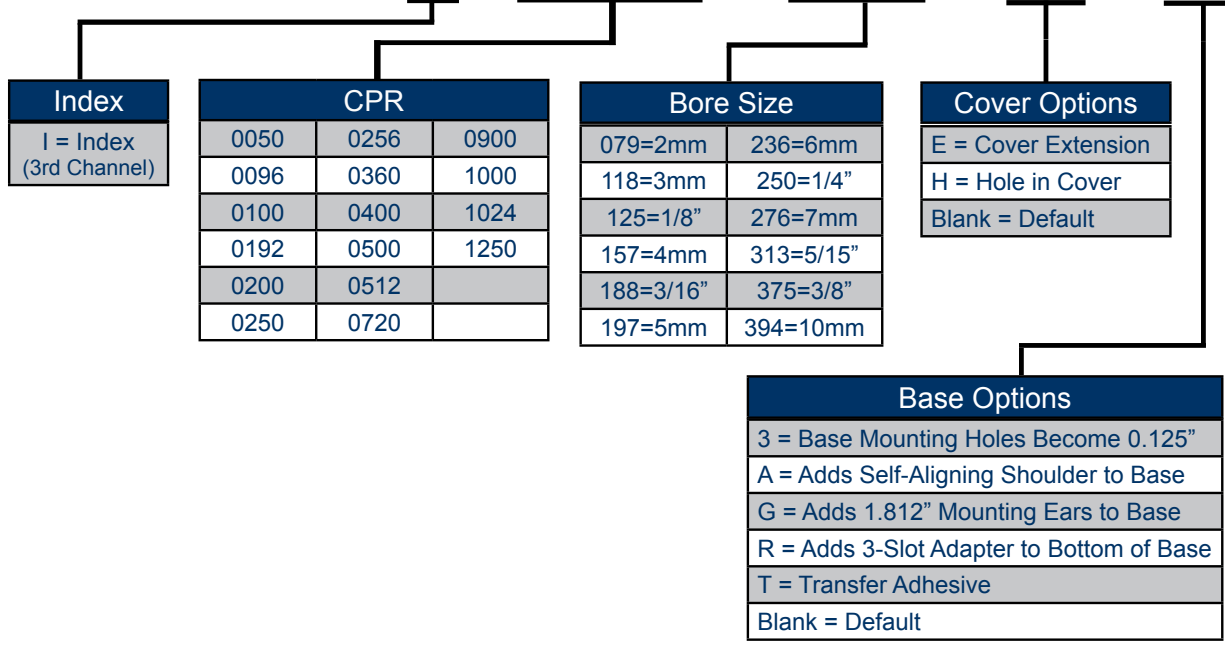 Index
I = Index
(3rd Channel)
CPR
0050 0256 0900
0096 0360 1000
0100 0400 1024
0192 0500 1250
0200 0512
0250 0720
Bore Size
079=2mm 236=6mm
118=3mm 250=1/4”
125=1/8” 276=7mm
157=4mm 313=5/15”
188=3/16” 375=3/8”
197=5mm 394=10mm
Cover Options
E = Cover Extension
H = Hole in Cover
Blank = Default
Base Options
3 = Base Mounting Holes Become 0.125”
A = Adds Self-Aligning Shoulder to Base
G = Adds 1.812” Mounting Ears to Base
R = Adds 3-Slot Adapter to Bottom of Base
T = Transfer Adhesive
Blank = Default